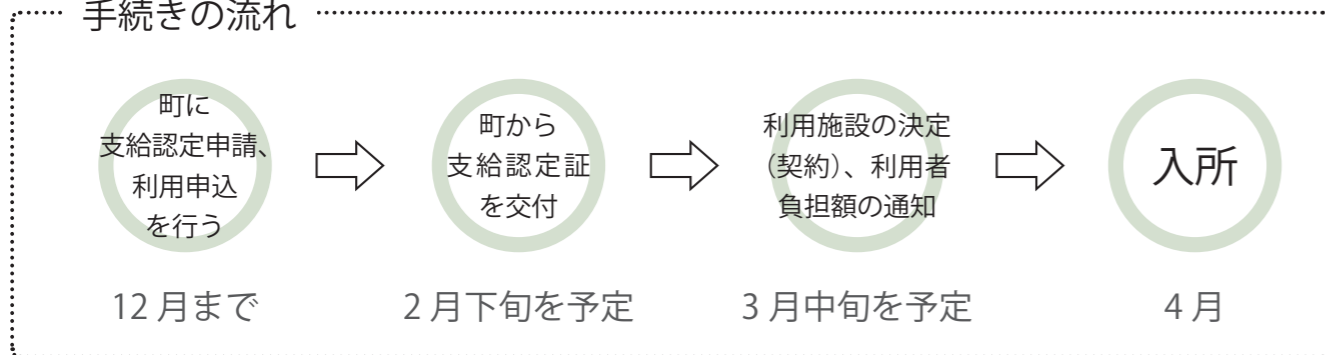 手続きの流れ
町に
支給認定申請、
利用申込
を行う
町から
支給認定証
を交付
利用施設の決定
（契約）、利用者
負担額の通知
入所
12月まで
2月下旬を予定
3月中旬を予定
4月